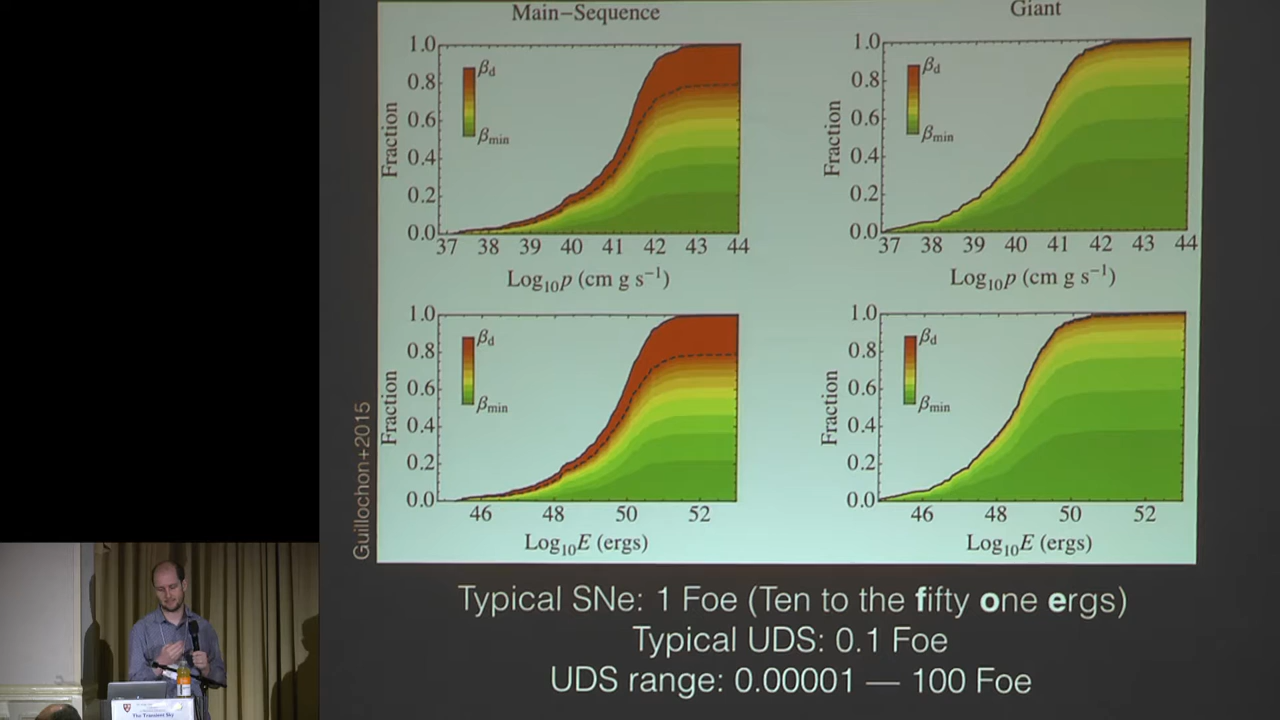 Main-Sequence
Giant
1.0
0.8
0.6
0.4
0.2
0.0
Fraction
βd
βmin
37 38 39 40 41 42 43 44
Log10p (cm g s−1)
1.0
0.8
0.6
0.4
0.2
0.0
Fraction
βd
βmin
37 38 39 40 41 42 43 44
Log10p (cm g s−1)
1.0
0.8
0.6
0.4
0.2
0.0
Fraction
βd
βmin
46 48 50 52
Log10E (ergs)
1.0
0.8
0.6
0.4
0.2
0.0
Fraction
βd
βmin
46 48 50 52
Log10E (ergs)
Guillochon+2015
Typical SNe: 1 Foe (Ten to the fifty one ergs)
Typical UDS: 0.1 Foe
UDS range: 0.00001 — 100 Foe
The Transient Sky